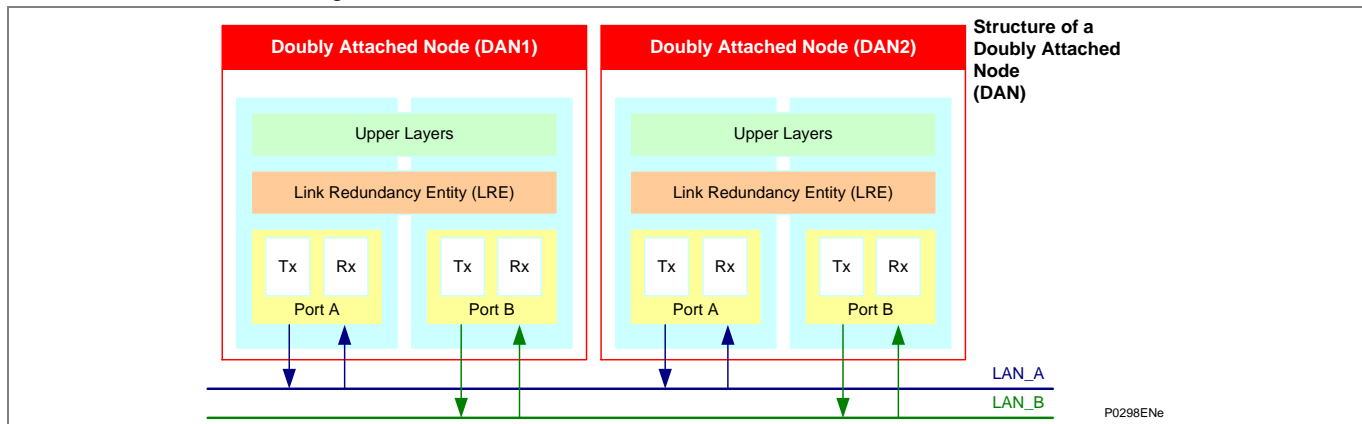 Doubly Attached Node (DAN1)
Doubly Attached Node (DAN2)
Structure of a
Doubly Attached
Node
(DAN)
Upper Layers
Upper Layers
Link Redundancy Entity (LRE)
Link Redundancy Entity (LRE)
Tx Rx Tx Rx Tx Rx Tx Rx
Port A Port B Port A Port B
LAN_A
LAN_B
P0298ENe